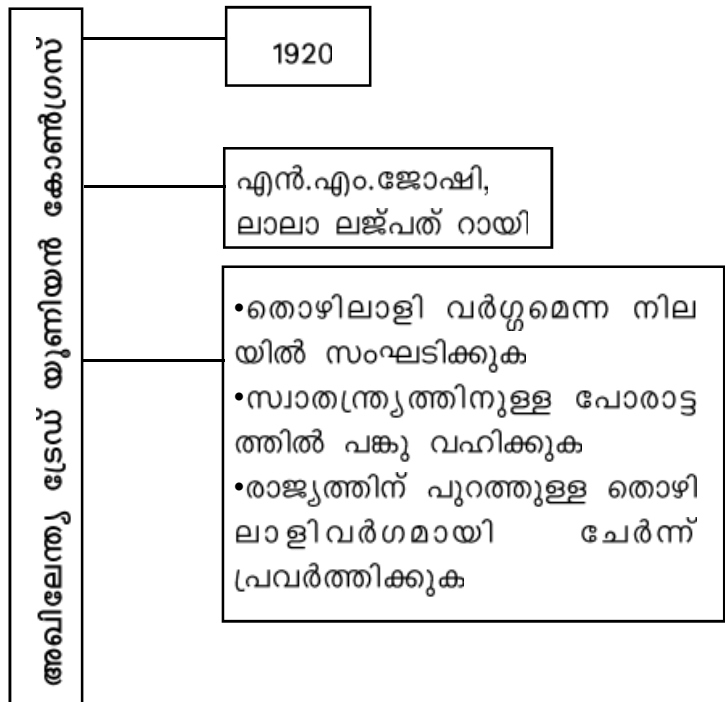 അഖിലേന്ത്യ ട്രേഡ് യൂണിയൻ കോൺഗ്രസ്
1920
എൻ.എം.ജോഷി,
ലാലാ ലജ്പത് റായി
•തൊഴിലാളി വർഗ്ഗമെന്ന നില
യിൽ സംഘടിക്കുക
•സ്വാതന്ത്ര്യത്തിനുള്ള പോരാട്ട
ത്തിൽ പങ്കു വഹിക്കുക
•രാജ്യത്തിന് പുറത്തുള്ള തൊഴി
ലാളിവർഗമായി ചേർന്ന്
പ്രവർത്തിക്കുക